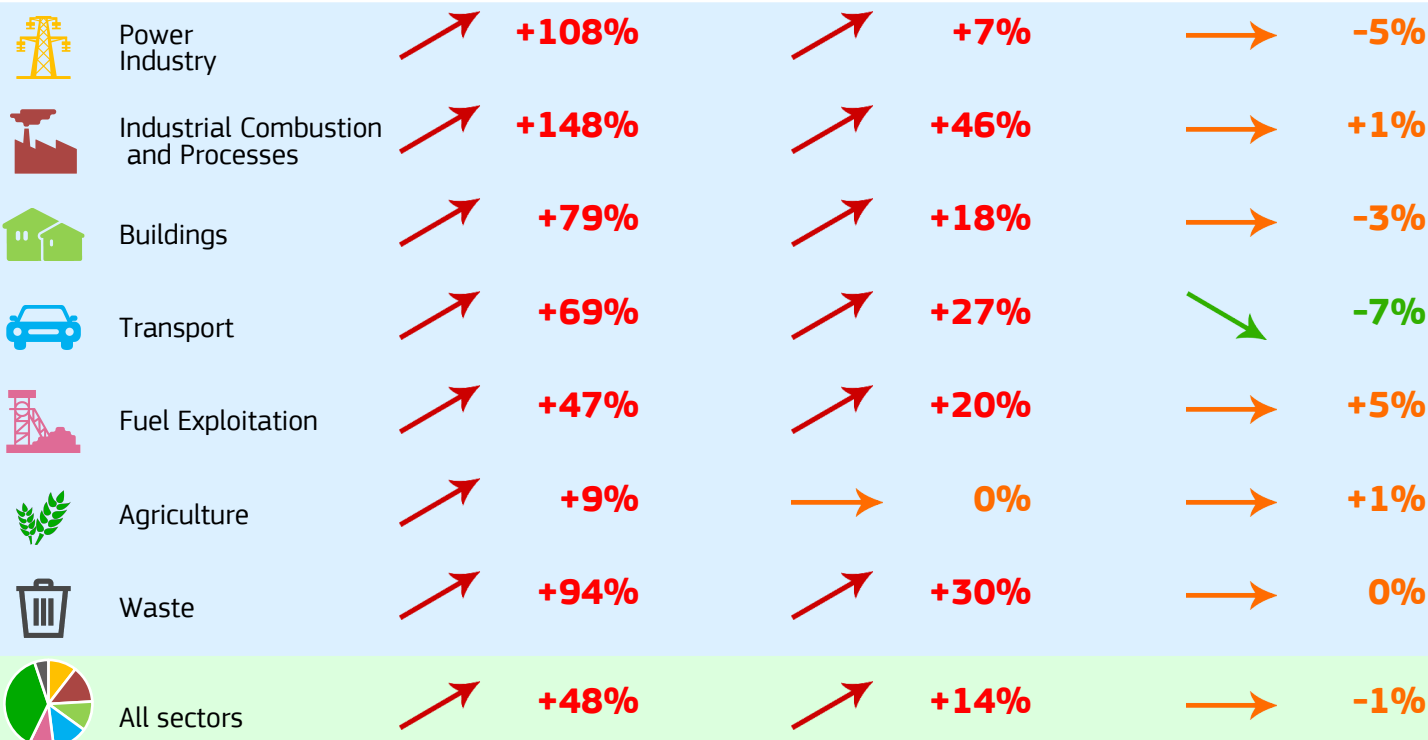 Power
Industry
+108%
+7%
-5%
Industrial Combustion
and Processes
+148%
+46%
+1%
Buildings
+79%
+18%
-3%
Transport
+69%
+27%
-7%
Fuel Exploitation
+47%
+20%
+5%
Agriculture
+9%
0%
+1%
Waste
+94%
+30%
0%
All sectors
+48%
+14%
-1%